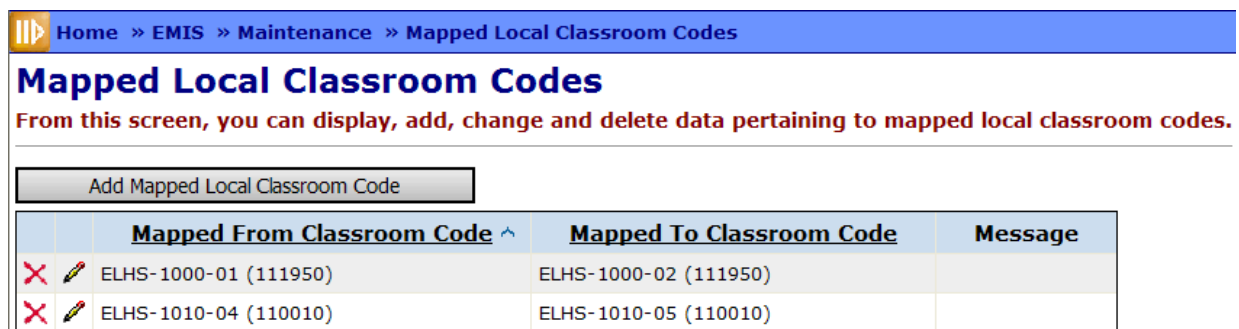 Home » EMIS » Maintenance » Mapped Local Classroom Codes
Mapped Local Classroom Codes
From this screen, you can display, add, change and delete data pertaining to mapped local classroom codes.
Add Mapped Local Classroom Code
Mapped From Classroom Code Mapped To Classroom Code Message
ELHS-1000-01 (111950) ELHS-1000-02 (111950)
ELHS-1010-04 (110010) ELHS-1010-05 (110010)